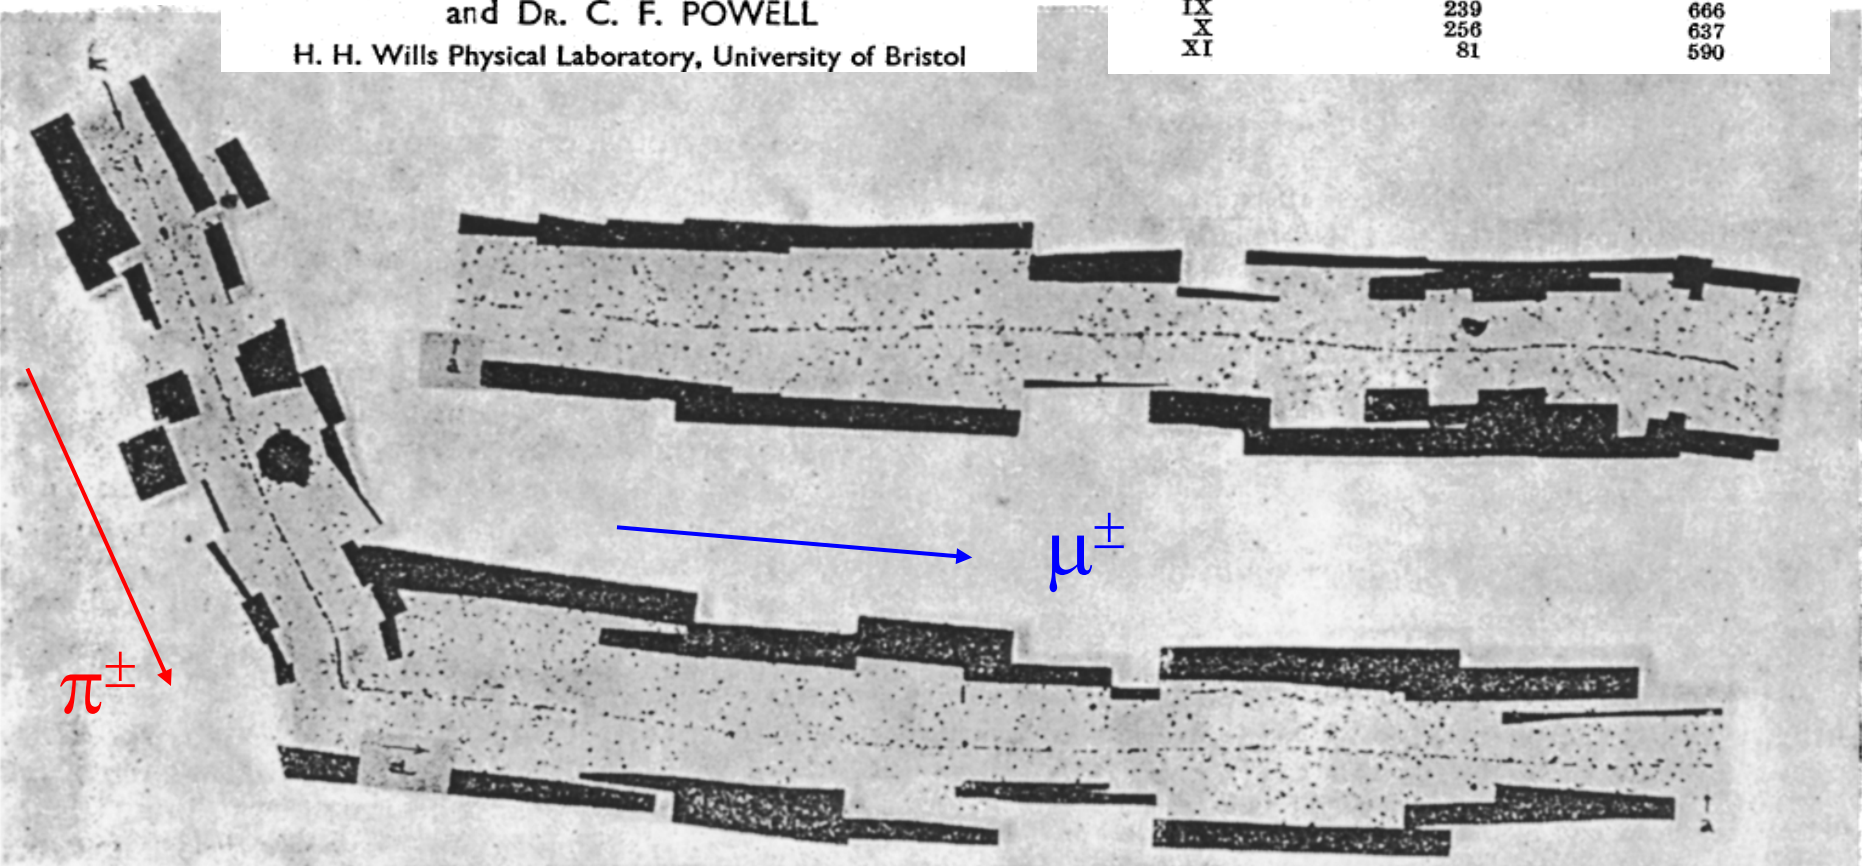 and DR. C. F. POWELL
H. H. Wills Physical Laboratory, University of Bristol
IX 239 666
X 256 637
XI 81 590
μ±
π±